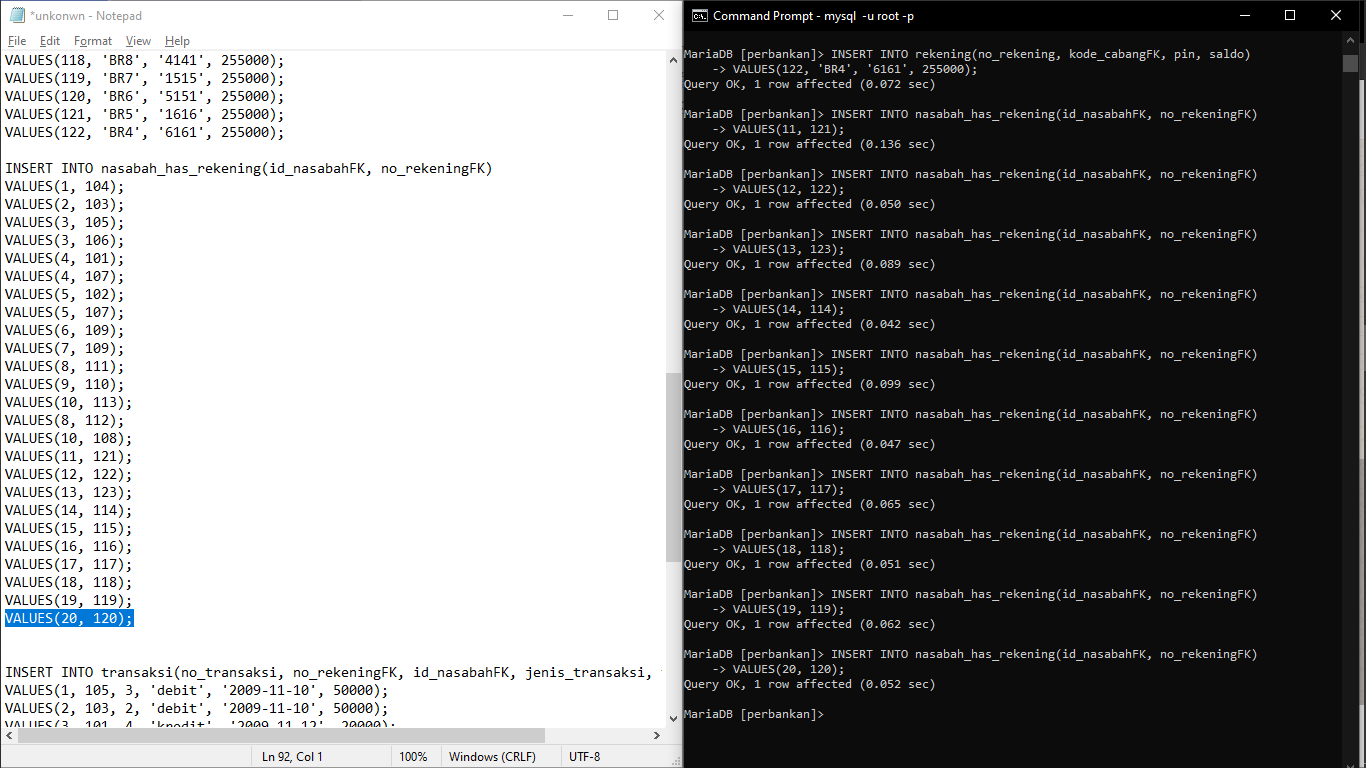 *unkonwn - Notepad
File Edit Format View Help
VALUES(118, 'BR8', '4141', 255000);
VALUES(119, 'BR7', '1515', 255000);
VALUES(120, 'BR6', '5151', 255000);
VALUES(121, 'BR5', '1616', 255000);
VALUES(122, 'BR4', '6161', 255000);
INSERT INTO nasabah_has_rekening(id_nasabahFK, no_rekeningFK)
VALUES(1, 104);
VALUES(2, 103);
VALUES(3, 105);
VALUES(3, 106);
VALUES(4, 101);
VALUES(4, 107);
VALUES(5, 102);
VALUES(5, 107);
VALUES(6, 109);
VALUES(7, 109);
VALUES(8, 111);
VALUES(9, 110);
VALUES(10, 113);
VALUES(8, 112);
VALUES(10, 108);
VALUES(11, 121);
VALUES(12, 122);
VALUES(13, 123);
VALUES(14, 114);
VALUES(15, 115);
VALUES(16, 116);
VALUES(17, 117);
VALUES(18, 118);
VALUES(19, 119);
VALUES(20, 120);
INSERT INTO transaksi(no_transaksi, no_rekeningFK, id_nasabahFK, jenis_transaksi,
VALUES(1, 105, 3, 'debit', '2009-11-10', 50000);
VALUES(2, 103, 2, 'debit', '2009-11-10', 50000);
VALUES(3, 101, 4, 'kredit', '2009-11-12', 20000);
Ln 92, Col 1 100% Windows (CRLF) UTF-8
Command Prompt - mysql -u root -p
MariaDB [perbankan]> INSERT INTO rekening(no_rekening, kode_cabangFK, pin, saldo)
-> VALUES(122, 'BR4', '6161', 255000);
Query OK, 1 row affected (0.072 sec)
MariaDB [perbankan]> INSERT INTO nasabah_has_rekening(id_nasabahFK, no_rekeningFK)
-> VALUES(11, 121);
Query OK, 1 row affected (0.136 sec)
MariaDB [perbankan]> INSERT INTO nasabah_has_rekening(id_nasabahFK, no_rekeningFK)
-> VALUES(12, 122);
Query OK, 1 row affected (0.050 sec)
MariaDB [perbankan]> INSERT INTO nasabah_has_rekening(id_nasabahFK, no_rekeningFK)
-> VALUES(13, 123);
Query OK, 1 row affected (0.089 sec)
MariaDB [perbankan]> INSERT INTO nasabah_has_rekening(id_nasabahFK, no_rekeningFK)
-> VALUES(14, 114);
Query OK, 1 row affected (0.042 sec)
MariaDB [perbankan]> INSERT INTO nasabah_has_rekening(id_nasabahFK, no_rekeningFK)
-> VALUES(15, 115);
Query OK, 1 row affected (0.099 sec)
MariaDB [perbankan]> INSERT INTO nasabah_has_rekening(id_nasabahFK, no_rekeningFK)
-> VALUES(16, 116);
Query OK, 1 row affected (0.047 sec)
MariaDB [perbankan]> INSERT INTO nasabah_has_rekening(id_nasabahFK, no_rekeningFK)
-> VALUES(17, 117);
Query OK, 1 row affected (0.065 sec)
MariaDB [perbankan]> INSERT INTO nasabah_has_rekening(id_nasabahFK, no_rekeningFK)
-> VALUES(18, 118);
Query OK, 1 row affected (0.051 sec)
MariaDB [perbankan]> INSERT INTO nasabah_has_rekening(id_nasabahFK, no_rekeningFK)
-> VALUES(19, 119);
Query OK, 1 row affected (0.062 sec)
MariaDB [perbankan]> INSERT INTO nasabah_has_rekening(id_nasabahFK, no_rekeningFK)
-> VALUES(20, 120);
Query OK, 1 row affected (0.052 sec)
MariaDB [perbankan]>